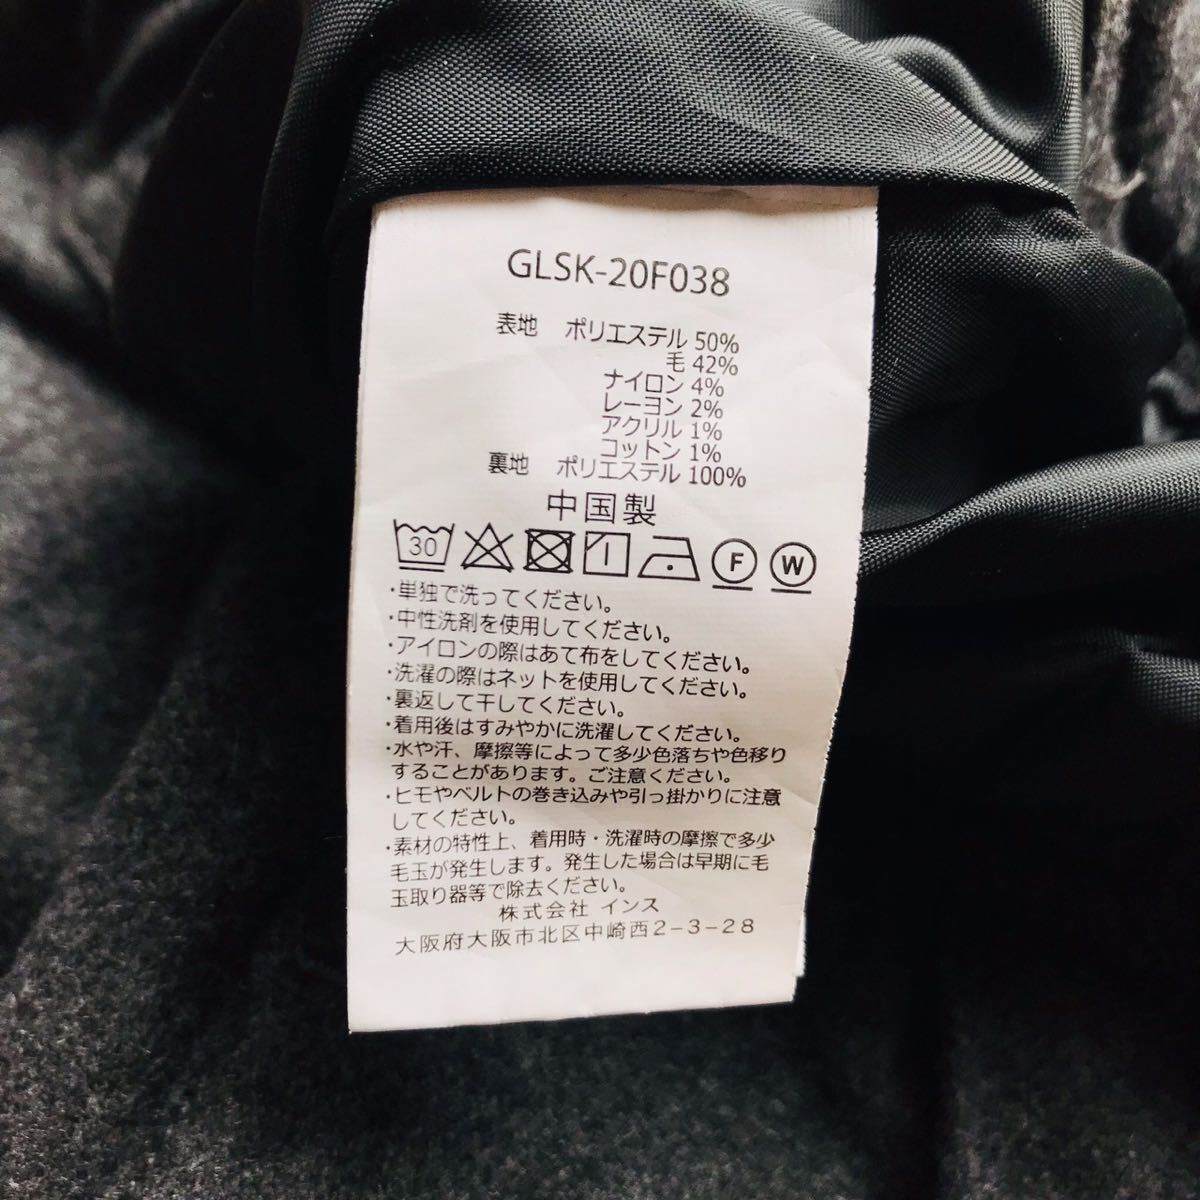 GLSK-20F038
表地 ポリエステル 50%
毛 42%
ナイロン 4%
レーヨン 2%
アクリル 1%
コットン 1%
裏地 ポリエステル 100%
中国製
30 F W
・単独で洗ってください。
・中性洗剤を使用してください。
・アイロンの際はあて布をしてください。
・洗濯の際はネットを使用してください。
・裏返して干してください。
・着用後はすみやかに洗濯してください。
・水や汗、摩擦等によって多少色落ちや色移り
することがあります。ご注意ください。
・ヒモやベルトの巻き込みや引っ掛かりに注意
してください。
・素材の特性上、着用時・洗濯時の摩擦で多少
毛玉が発生します。発生した場合は早期に毛
玉取り器等で除去ください。
株式会社 インス
大阪府大阪市北区中崎西2-3-28